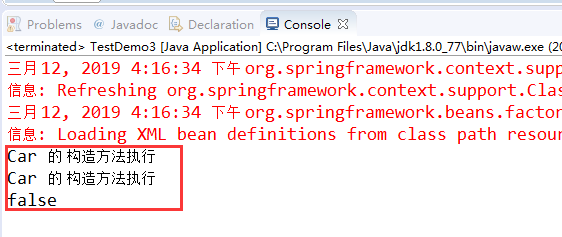 Problems @ Javadoc Declaration Console
<terminated> TestDemo3 [Java Application] C:\Program Files\Java\jdk1.8.0_77\bin\javaw.exe (20
三月12, 2019 4:16:34 下午 org.springframework.context.supp
信息: Refreshing org.springframework.context.support.Clas
三月12, 2019 4:16:34 下午 org.springframework.beans.factor
信息: Loading XML bean definitions from class path resour
Car 的构造方法执行
Car 的构造方法执行
false